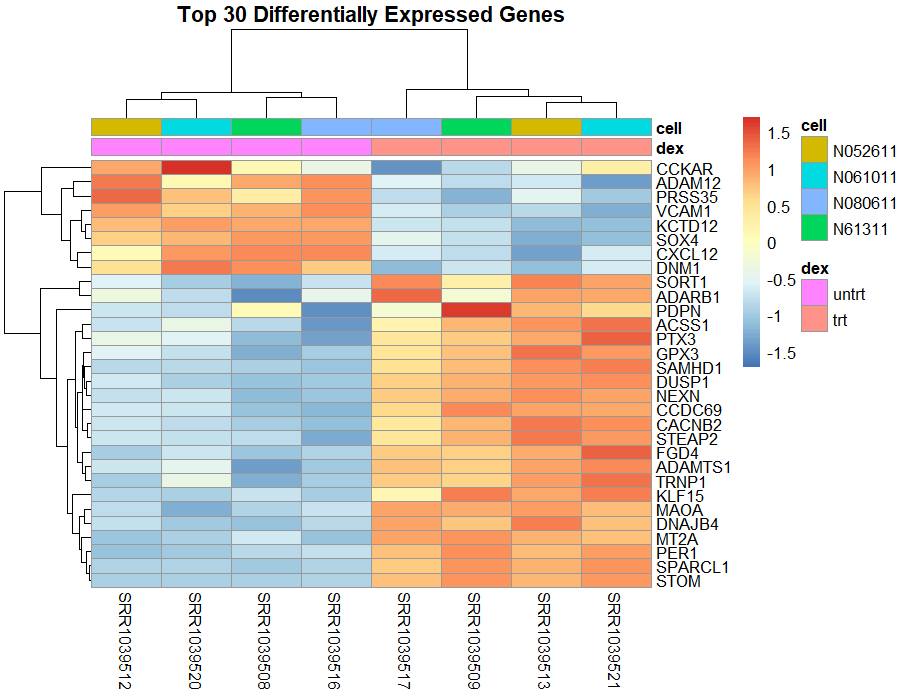 Top 30 Differentially Expressed Genes
cell
dex
CCKAR
ADAM12
PRSS35
VCAM1
KCTD12
SOX4
CXCL12
DNM1
SORT1
ADARB1
PDPN
ACSS1
PTX3
GPX3
SAMHD1
DUSP1
NEXN
CCDC69
CACNB2
STEAP2
FGD4
ADAMTS1
TRNP1
KLF15
MAOA
DNAJB4
MT2A
PER1
SPARCL1
STOM
SRR1039512
SRR1039520
SRR1039508
SRR1039516
SRR1039517
SRR1039509
SRR1039513
SRR1039521
1.5
1
0.5
0
-0.5
-1
-1.5
cell
N052611
N061011
N080611
N61311
dex
untrt
trt